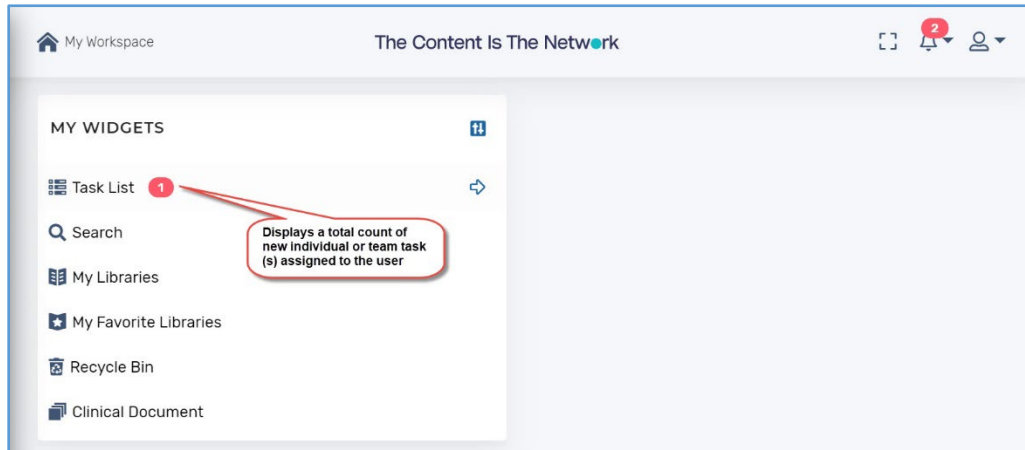 My Workspace
The Content Is The Network
2
MY WIDGETS
Task List 1
Displays a total count of
new individual or team task
(s) assigned to the user
Search
My Libraries
My Favorite Libraries
Recycle Bin
Clinical Document